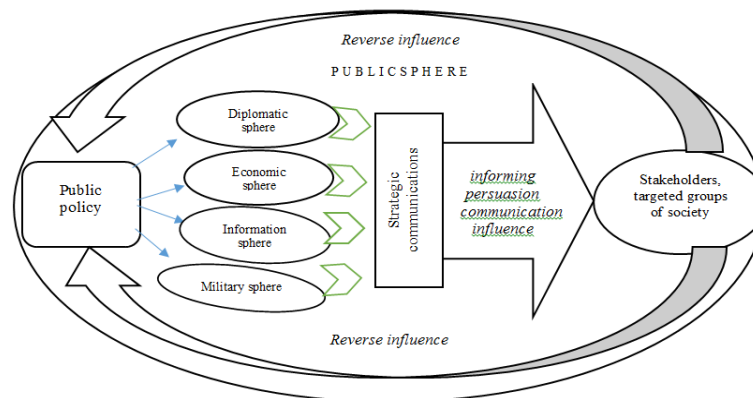 Reverse influence
P U B L I C S P H E R E
Diplomatic
sphere
Economic
sphere
Public
policy
Information
sphere
Military sphere
Strategic
communications
informing
persuasion
communication
influence
Stakeholders,
targeted groups
of society
Reverse influence